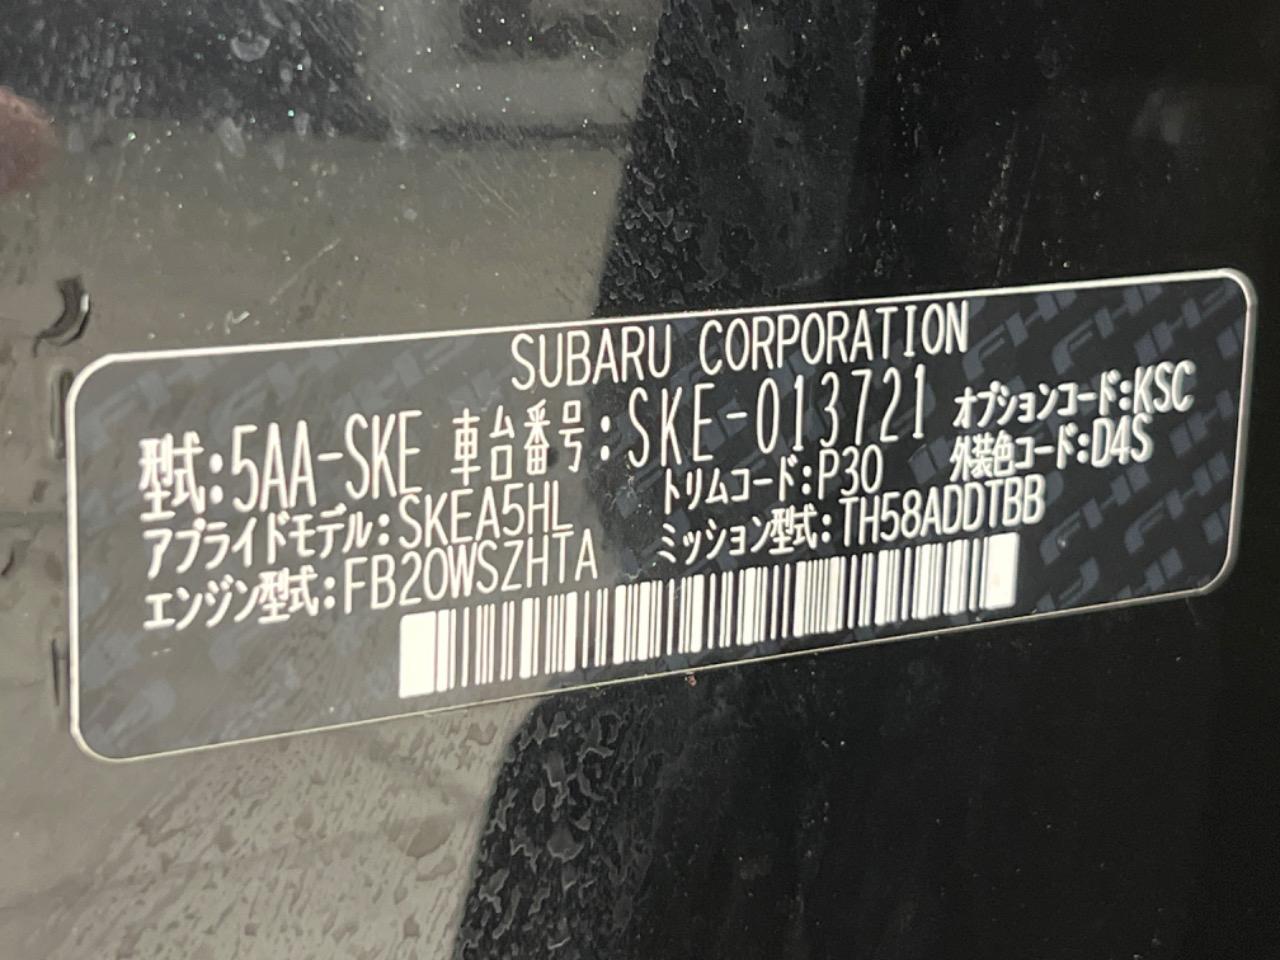 SUBARU CORPORATION
型式:5AA-SKE 車台番号:SKE-013721 オプションコード:KSC
アプライドモデル:SKEA5HL トリムコード:P30 外装色コード:D4S
エンジン型式:FB20WSZHTA ミッション型式:TH58ADDTBB